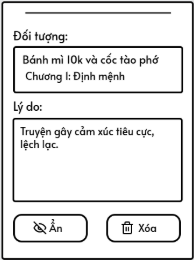 Đối tượng:
Bánh mì 10k và cốc tào phớ
Chương 1: Định mệnh
Lý do:
Truyện gây cảm xúc tiêu cực,
lệch lạc.
Ẩn
Xóa